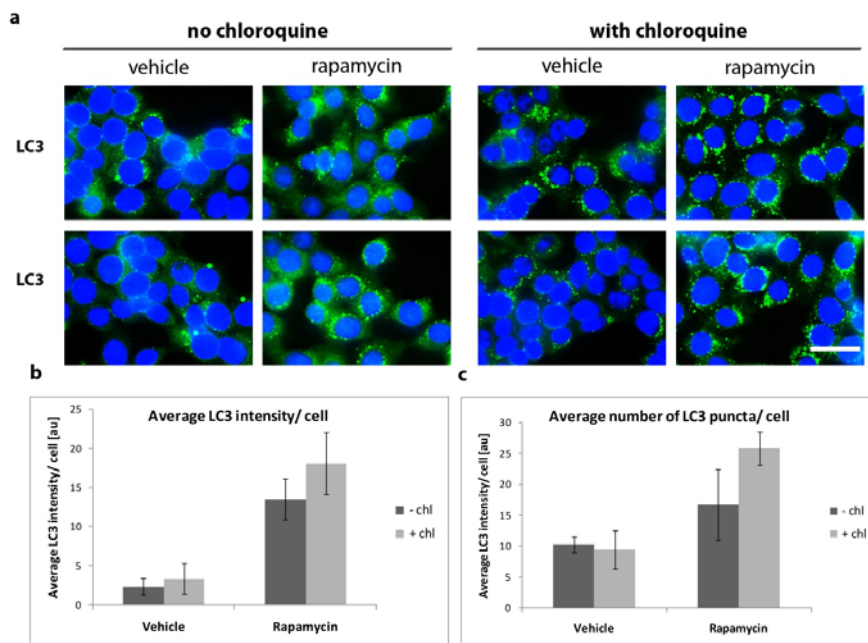 a
no chloroquine
with chloroquine
vehicle
rapamycin
vehicle
rapamycin
LC3
LC3
b
Average LC3 intensity/ cell
Average LC3 intensity/ cell [au]
25
20
15
10
5
0
Vehicle
Rapamycin
- chl
+ chl
c
Average number of LC3 puncta/ cell
Average LC3 intensity/ cell [au]
30
25
20
15
10
5
0
Vehicle
Rapamycin
- chl
+ chl